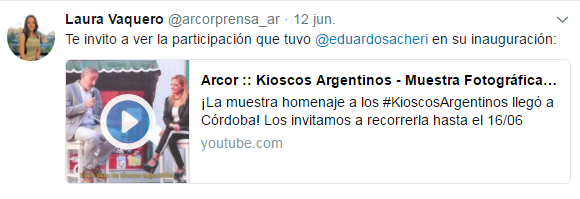 Laura Vaquero @arcorprensa_ar · 12 jun.
Te invito a ver la participación que tuvo @eduardosacheri en su inauguración:
Arcor :: Kioscos Argentinos - Muestra Fotográfica…
¡La muestra homenaje a los #KioscosArgentinos llegó a
Córdoba! Los invitamos a recorrerla hasta el 16/06
youtube.com